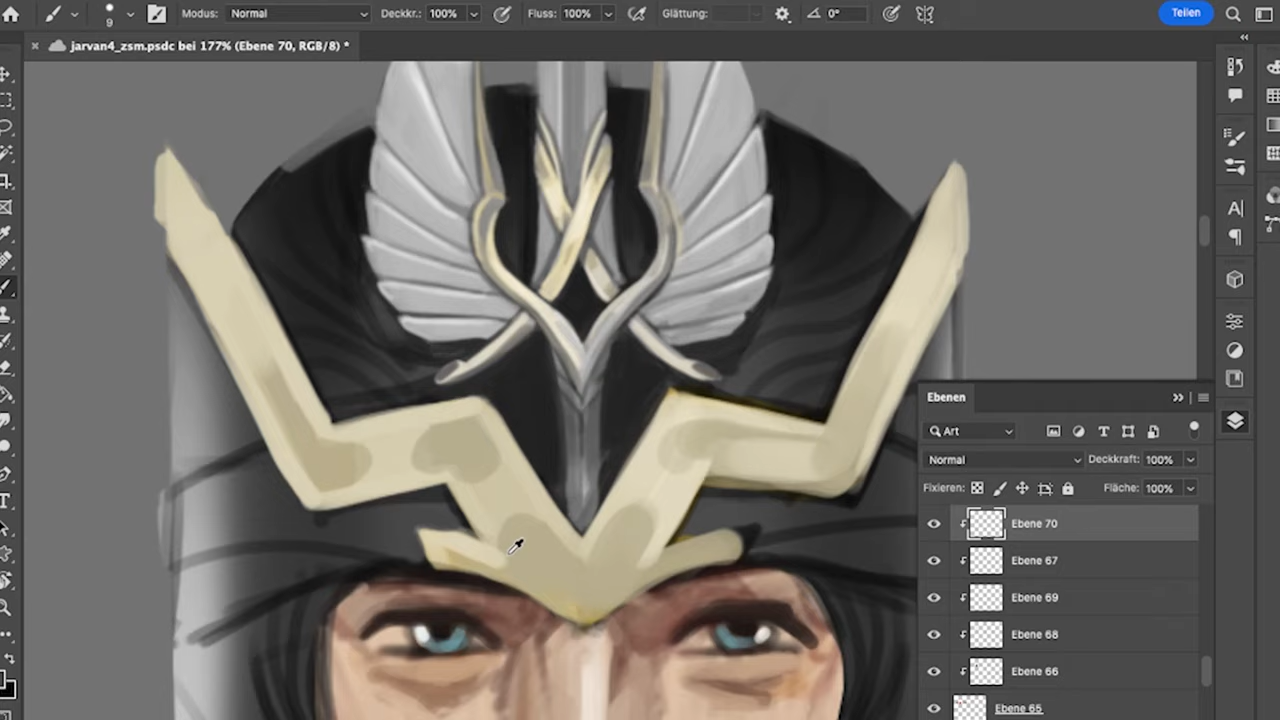 9 Modus: Normal Deckkr.: 100% Fluss: 100% Glättung: 0° Teilen
jarvan4_zsm.psdc bei 177% (Ebene 70, RGB/8) *
Ebenen
Art
Normal Deckkraft: 100%
Fixieren: Fläche: 100%
Ebene 70
Ebene 67
Ebene 69
Ebene 68
Ebene 66
Ebene 65